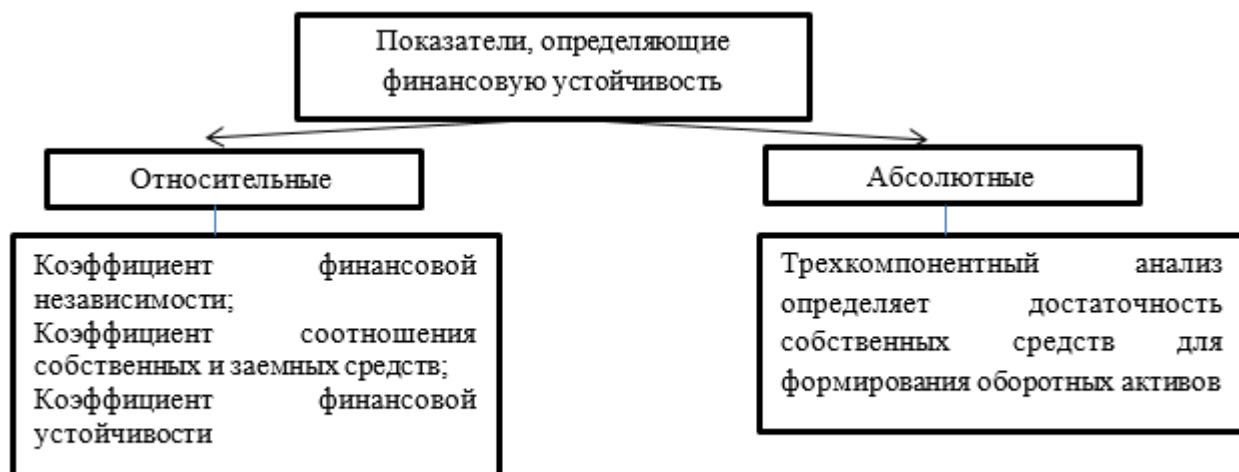 Показатели, определяющие
финансовую устойчивость
Относительные
Абсолютные
Коэффициент финансовой
независимости;
Коэффициент соотношения
собственных и заемных средств;
Коэффициент финансовой
устойчивости
Трехкомпонентный анализ
определяет достаточность
собственных средств для
формирования оборотных активов